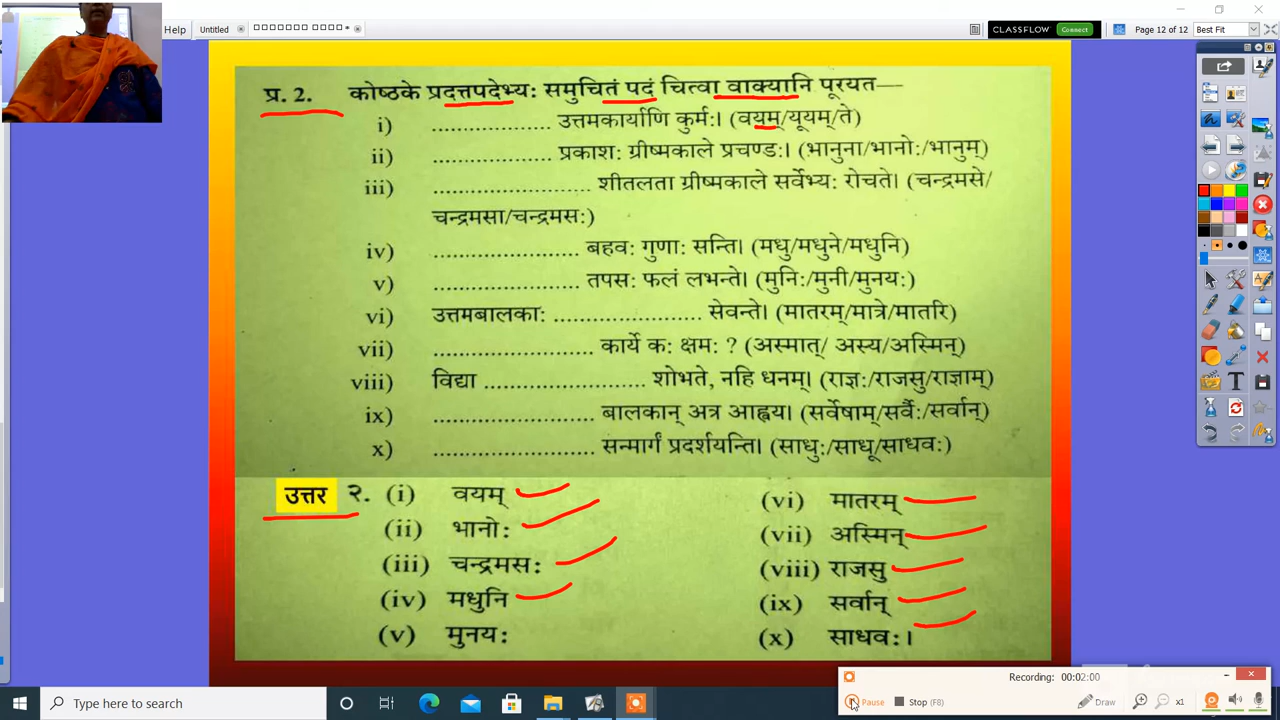 Help Untitled CLASSFLOW Connect Page 12 of 12 Best Fit
प्र. 2. कोष्ठके प्रदत्तपदेभ्यः समुचितं पदं चित्वा वाक्यानि पूरयत—
i) .................... उत्तमकार्याणि कुर्मः। (वयम्/यूयम्/ते)
ii) .................... प्रकाशः ग्रीष्मकाले प्रचण्डः। (भानुना/भानोः/भानुम्)
iii) .......................... शीतलता ग्रीष्मकाले सर्वेभ्यः रोचते। (चन्द्रमसे/
चन्द्रमसा/चन्द्रमसः)
iv) ........................ बहवः गुणाः सन्ति। (मधु/मधुने/मधुनि)
v) ........................ तपसः फलं लभन्ते। (मुनिः/मुनी/मुनयः)
vi) उत्तमबालकाः ........................ सेवन्ते। (मातरम्/मात्रे/मातरि)
vii) .......................... कार्ये कः क्षमः ? (अस्मात्/ अस्य/अस्मिन्)
viii) विद्या .......................... शोभते, नहि धनम्। (राज्ञः/राजसु/राज्ञाम्)
ix) .......................... बालकान् अत्र आह्वय। (सर्वेषाम्/सर्वैः/सर्वान्)
x) .......................... सन्मार्गं प्रदर्शयन्ति। (साधुः/साधू/साधवः)
उत्तर २. (i) वयम् (vi) मातरम्
(ii) भानोः (vii) अस्मिन्
(iii) चन्द्रमसः (viii) राजसु
(iv) मधुनि (ix) सर्वान्
(v) मुनयः (x) साधवः।
Recording: 00:02:00
Pause Stop (F8) Draw x1
Type here to search